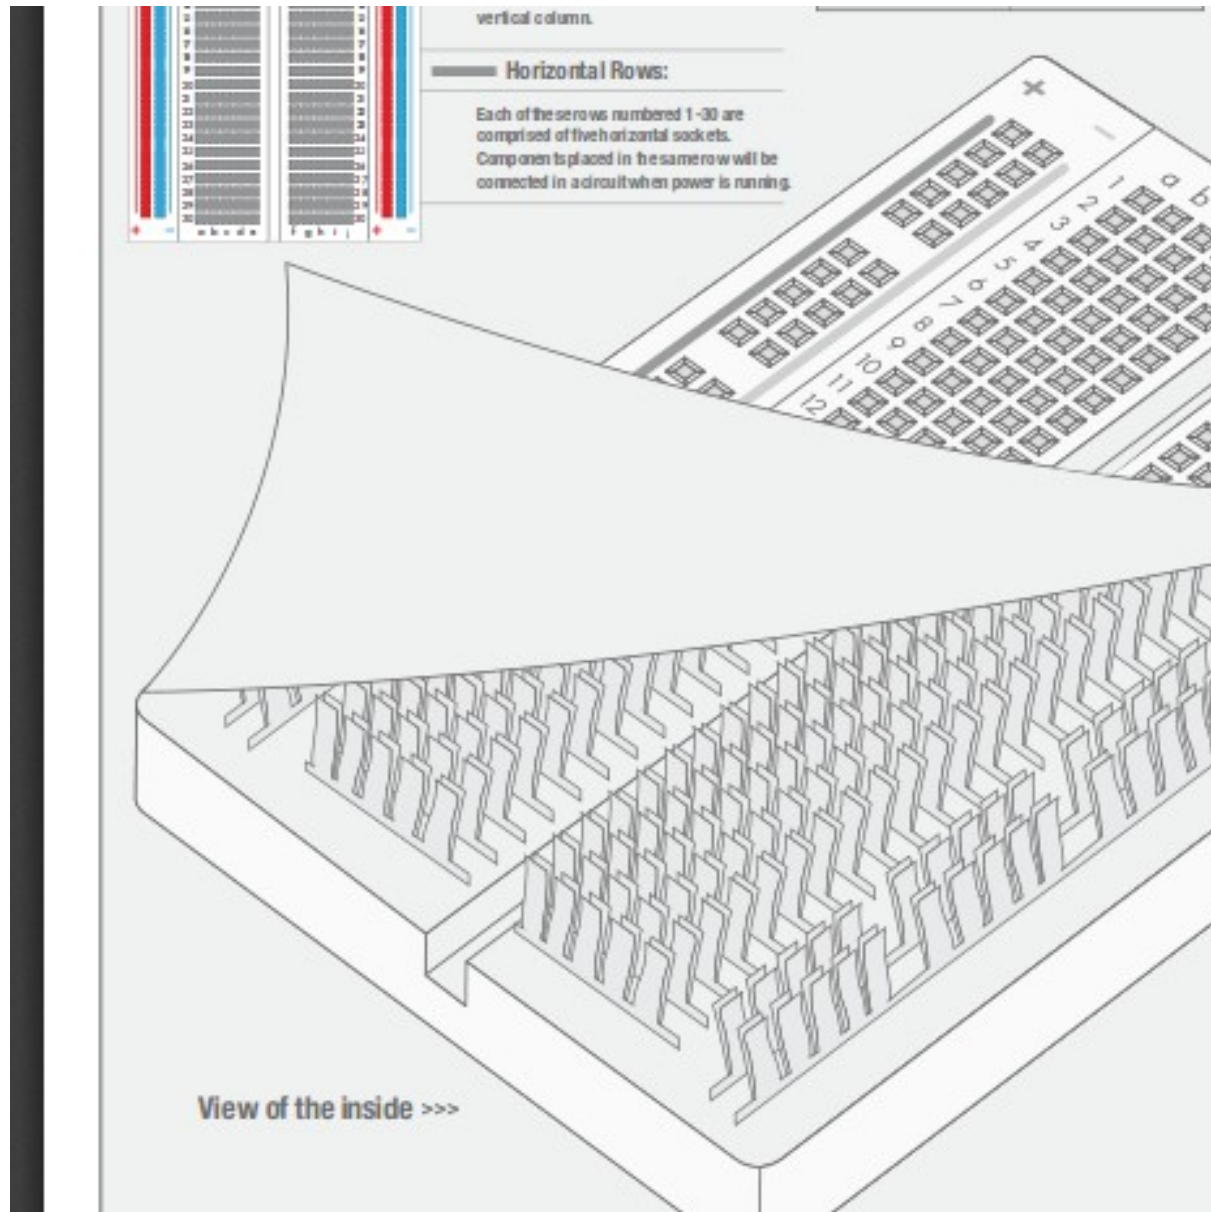 vertical column.
Horizontal Rows:
Each of these rows numbered 1-30 are
comprised of five horizontal sockets.
Components placed in the same row will be
connected in a circuit when power is running.
+ − a b c d e f g h i j + −
+
−
a b
1
2
3
4
5
6
7
8
9
10
11
12
View of the inside >>>